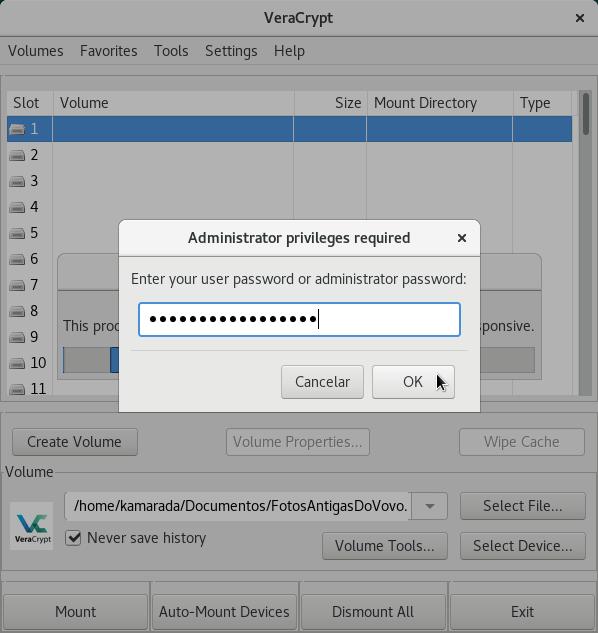 VeraCrypt
Volumes Favorites Tools Settings Help
Slot Volume Size Mount Directory Type
1
2
3
4
5
6
7
8
9
10
11
Administrator privileges required
Enter your user password or administrator password:
This proc
sponsive.
Cancelar OK
Create Volume Volume Properties... Wipe Cache
Volume
/home/kamarada/Documentos/FotosAntigasDoVovo. Select File...
VeraCrypt
Never save history
Volume Tools... Select Device...
Mount Auto-Mount Devices Dismount All Exit